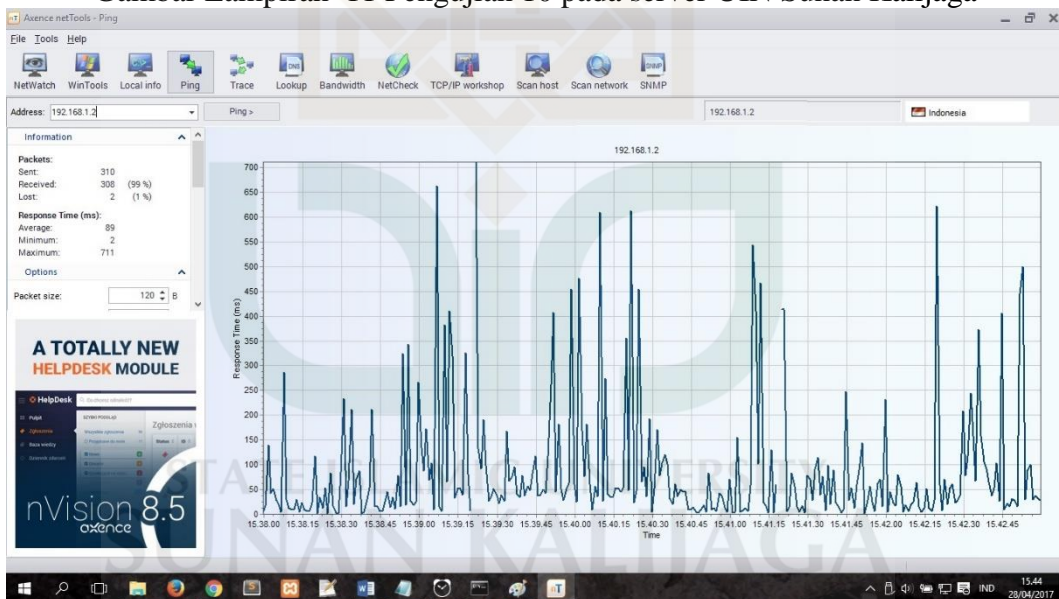 Gambar Lampiran 11 Pengujian 10 pada server UIN Sunan Kalijaga
Axence netTools - Ping
File Tools Help
NetWatch WinTools Local info Ping Trace Lookup Bandwidth NetCheck TCP/IP workshop Scan host Scan network SNMP
Address: 192.168.1.2 Ping > 192.168.1.2 Indonesia
Information
Packets:
Sent: 310
Received: 308 (99 %)
Lost: 2 (1 %)
Response Time (ms):
Average: 89
Minimum: 2
Maximum: 711
Options
Packet size: 120 B
A TOTALLY NEW
HELPDESK MODULE
HelpDesk
Zgłoszenia
Baza wiedzy
nVision 8.5
axence
192.168.1.2
Response Time (ms)
700
650
600
550
500
450
400
350
300
250
200
150
100
50
0
15.38.00 15.38.15 15.38.30 15.38.45 15.39.00 15.39.15 15.39.30 15.39.45 15.40.00 15.40.15 15.40.30 15.40.45 15.41.00 15.41.15 15.41.30 15.41.45 15.42.00 15.42.15 15.42.30 15.42.45
Time
STATE ISLAMIC UNIVERSITY
SUNAN KALIJAGA
IND 15.44
28/04/2017